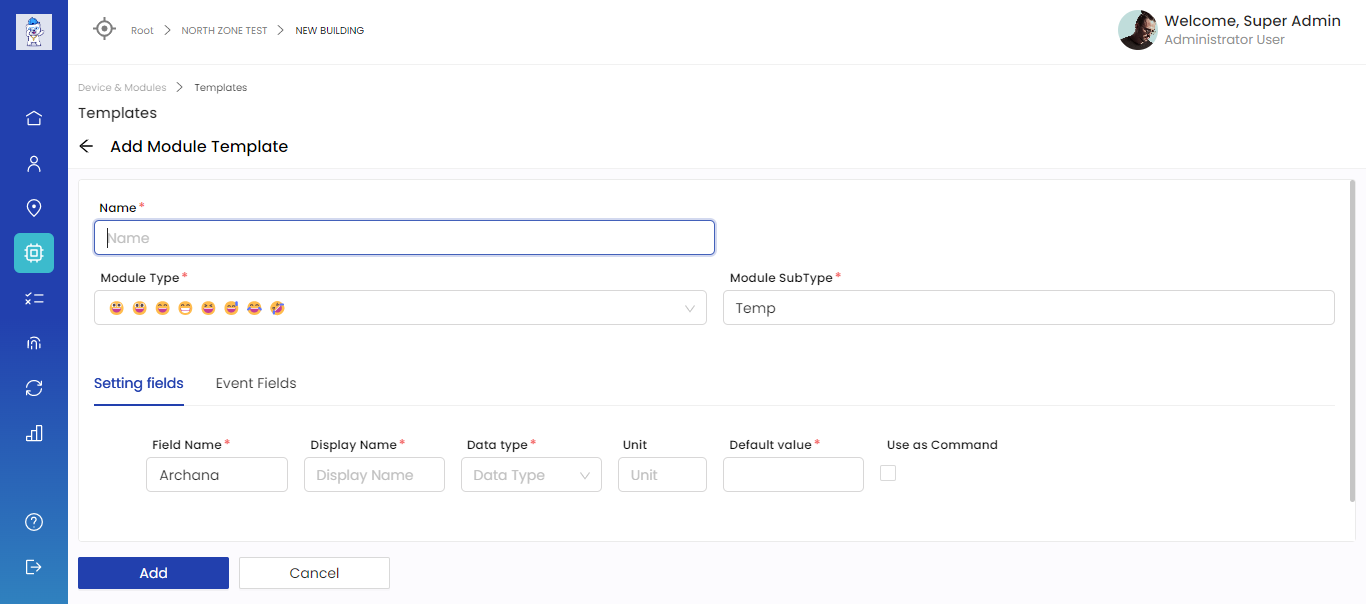 Root > NORTH ZONE TEST > NEW BUILDING
Welcome, Super Admin
Administrator User
Device & Modules > Templates
Templates
Add Module Template
Name *
Name
Module Type * Module SubType *
😀 😃 😄 😁 😆 😅 😂 🤣 Temp
Setting fields Event Fields
Field Name * Display Name * Data type * Unit Default value * Use as Command
Archana Display Name Data Type Unit
Add Cancel